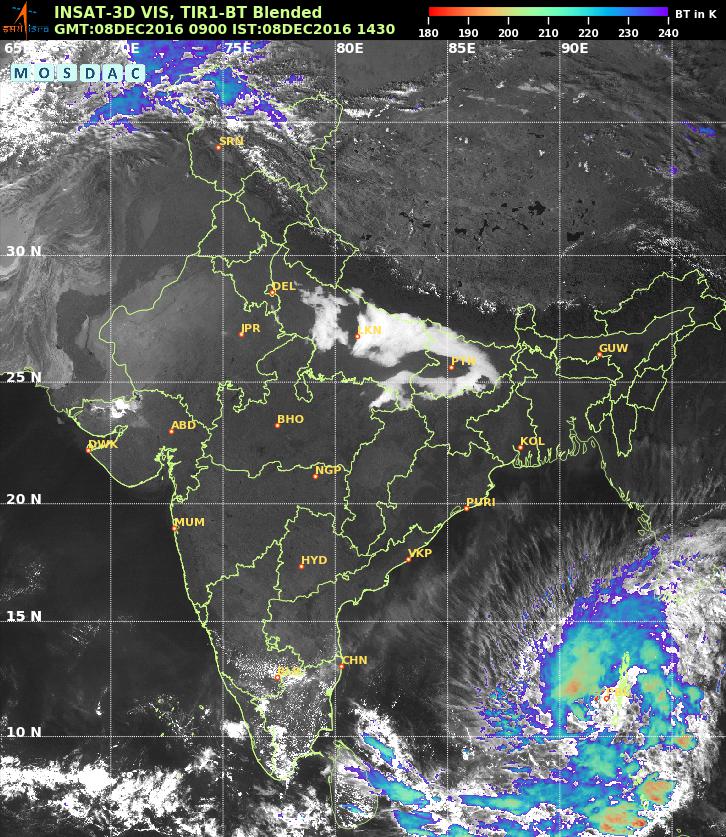 INSAT-3D VIS, TIR1-BT Blended
GMT:08DEC2016 0900 IST:08DEC2016 1430
BT in K
180 190 200 210 220 230 240
65 70E 75E 80E 85E 90E
MOSDAC
SRN
30 N
DEL
JPR
LKN
PTN
GUW
25 N
ABD
BHO
DWK
KOL
NGP
20 N
PURI
MUM
VKP
HYD
15 N
CHN
10 N